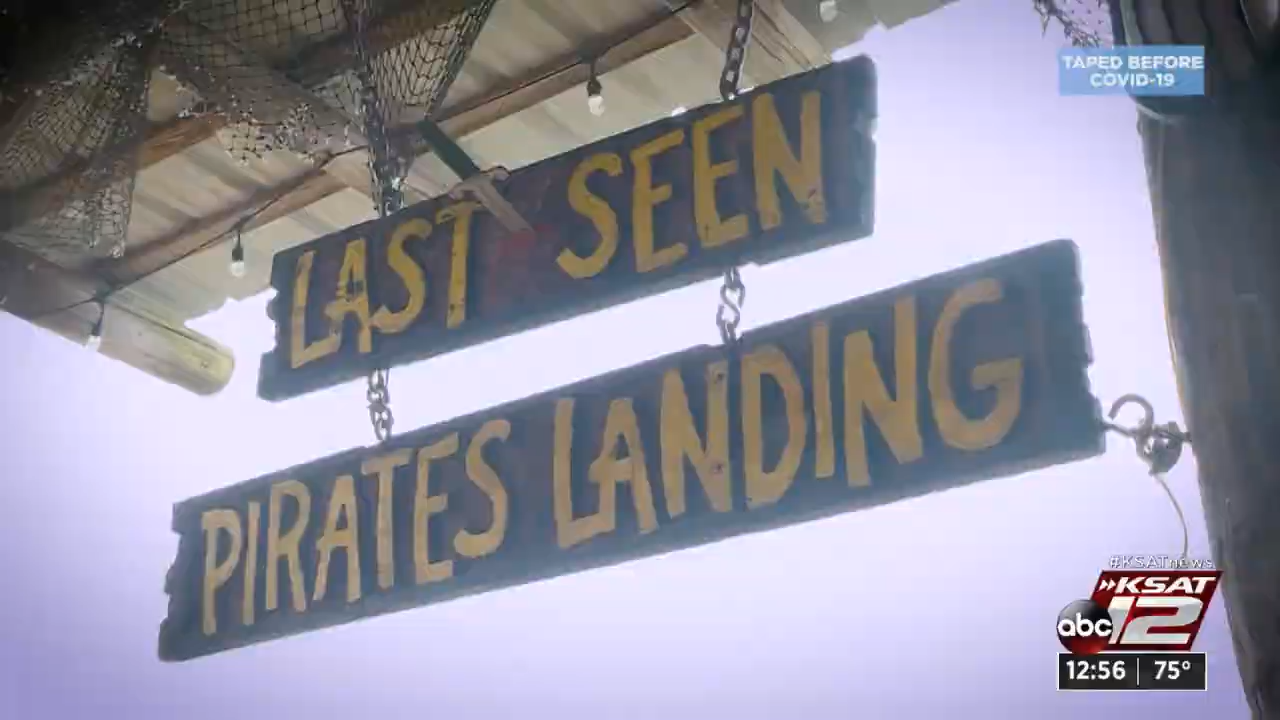 TAPED BEFORE
COVID-19
LAST SEEN
PIRATES LANDING
#KSATnews
KSAT
abc 12
12:56 75°